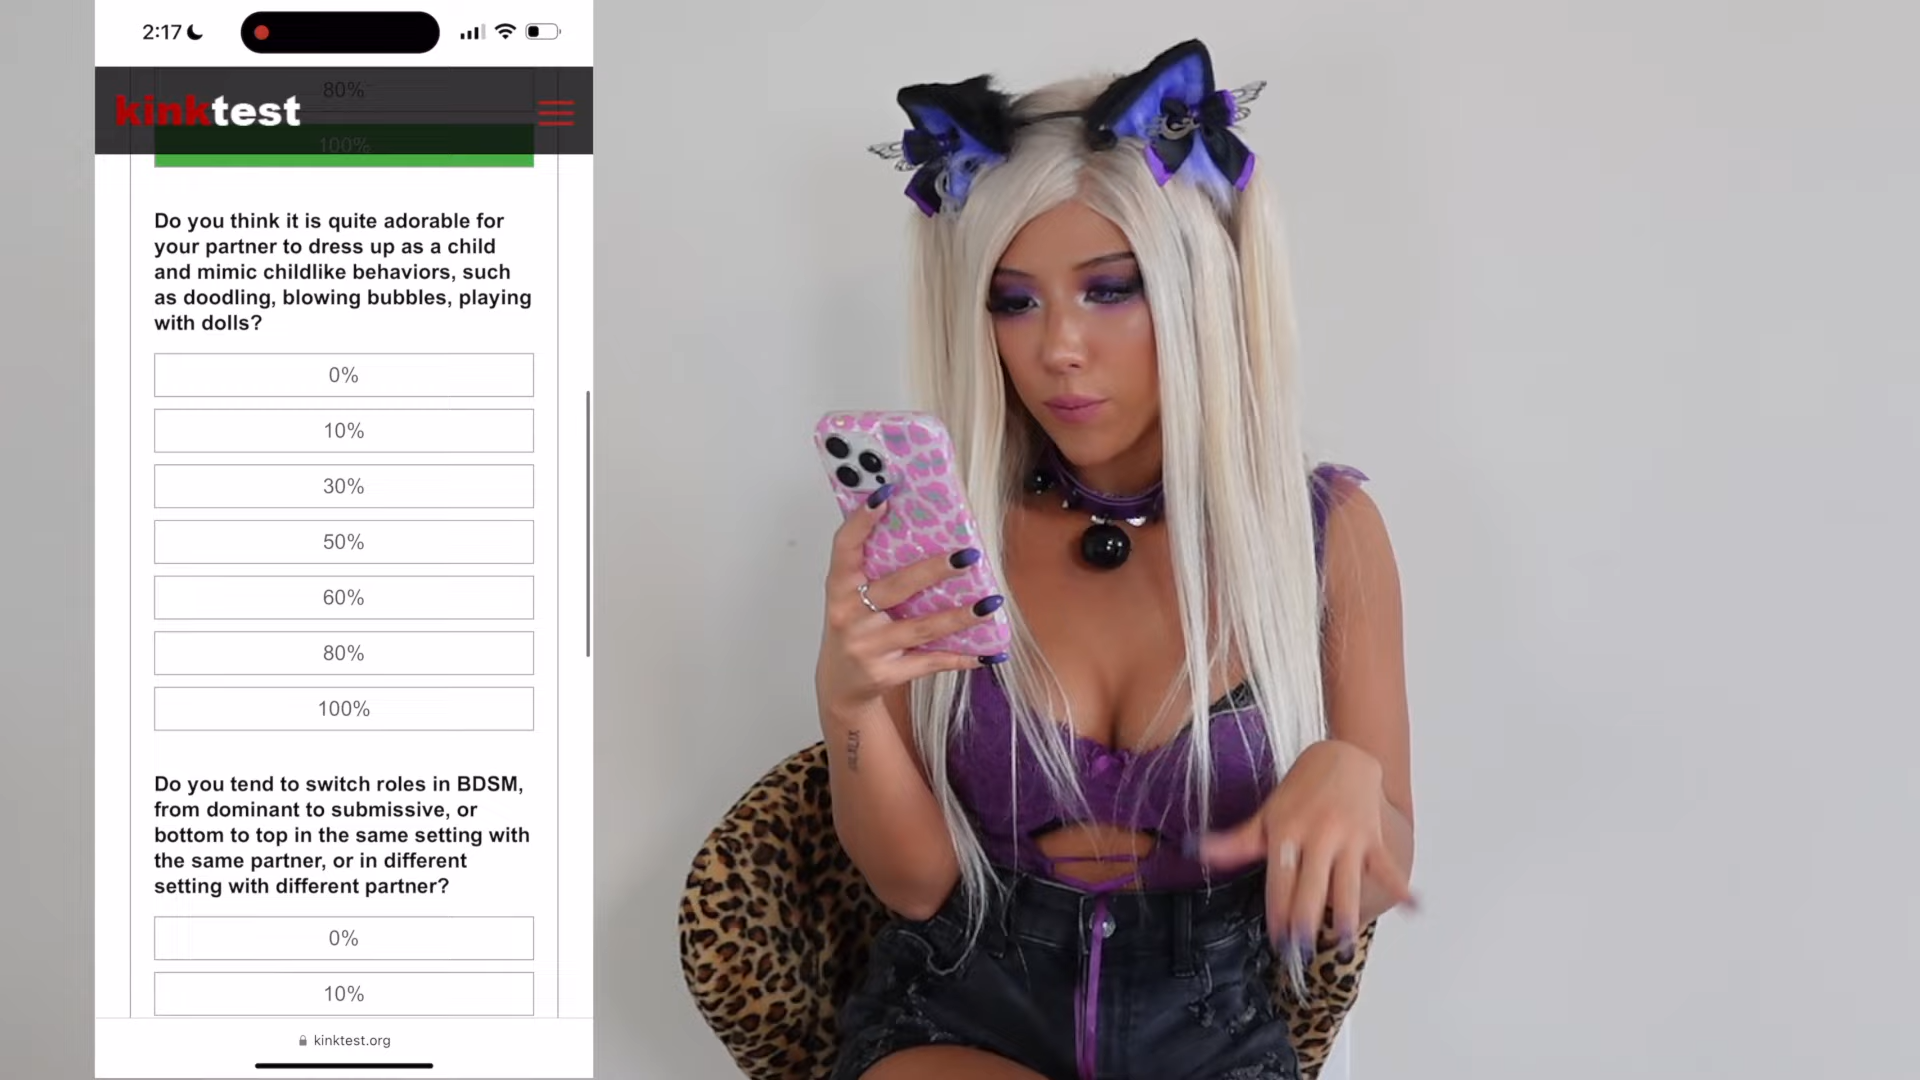 2:17
80%
kinktest
100%
Do you think it is quite adorable for
your partner to dress up as a child
and mimic childlike behaviors, such
as doodling, blowing bubbles, playing
with dolls?
0%
10%
30%
50%
60%
80%
100%
Do you tend to switch roles in BDSM,
from dominant to submissive, or
bottom to top in the same setting with
the same partner, or in different
setting with different partner?
0%
10%
kinktest.org